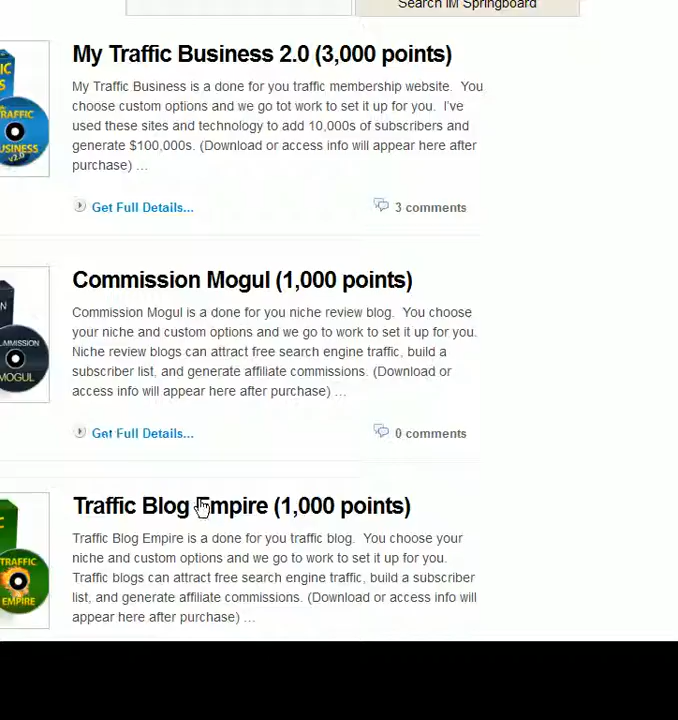 Search IM Springboard
My Traffic Business 2.0 (3,000 points)
My Traffic Business is a done for you traffic membership website.  You
choose custom options and we go tot work to set it up for you.  I've
used these sites and technology to add 10,000s of subscribers and
generate $100,000s. (Download or access info will appear here after
purchase) ...
Get Full Details...
3 comments
TRAFFIC
BUSINESS
v2.0
Commission Mogul (1,000 points)
Commission Mogul is a done for you niche review blog.  You choose
your niche and custom options and we go to work to set it up for you.
Niche review blogs can attract free search engine traffic, build a
subscriber list, and generate affiliate commissions. (Download or
access info will appear here after purchase) ...
Get Full Details...
0 comments
MOGUL
Traffic Blog Empire (1,000 points)
Traffic Blog Empire is a done for you traffic blog.  You choose your
niche and custom options and we go to work to set it up for you.
Traffic blogs can attract free search engine traffic, build a subscriber
list, and generate affiliate commissions. (Download or access info will
appear here after purchase) ...
TRAFFIC
EMPIRE